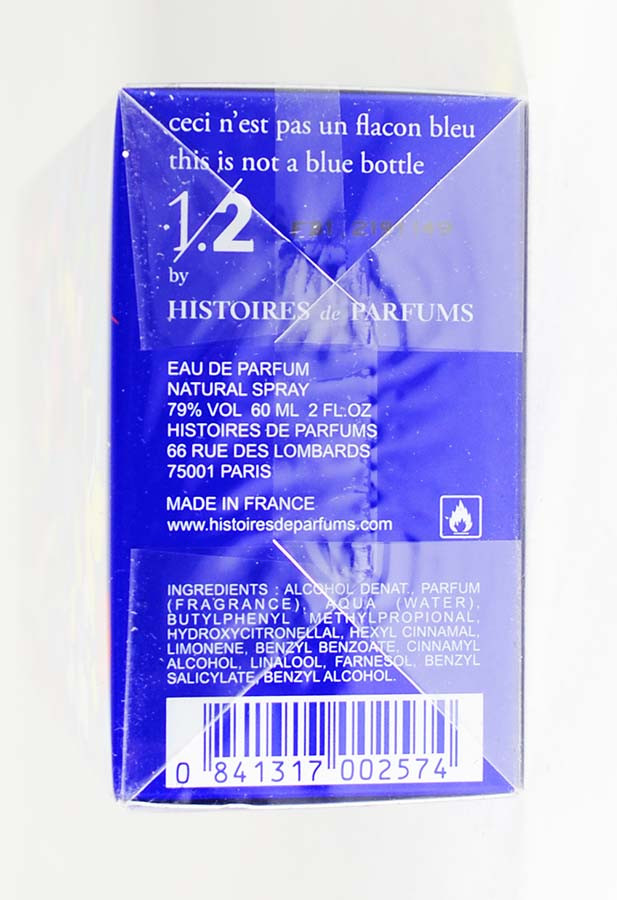 ceci n'est pas un flacon bleu
this is not a blue bottle
1.2
by
HISTOIRES de PARFUMS
EAU DE PARFUM
NATURAL SPRAY
79% VOL 60 ML 2 FL.OZ
HISTOIRES DE PARFUMS
66 RUE DES LOMBARDS
75001 PARIS
MADE IN FRANCE
www.histoiresdeparfums.com
INGREDIENTS : ALCOHOL DENAT., PARFUM
(FRAGRANCE), AQUA (WATER),
BUTYLPHENYL METHYLPROPIONAL,
HYDROXYCITRONELLAL, HEXYL CINNAMAL,
LIMONENE, BENZYL BENZOATE, CINNAMYL
ALCOHOL, LINALOOL, FARNESOL, BENZYL
SALICYLATE, BENZYL ALCOHOL.
0 841317 002574